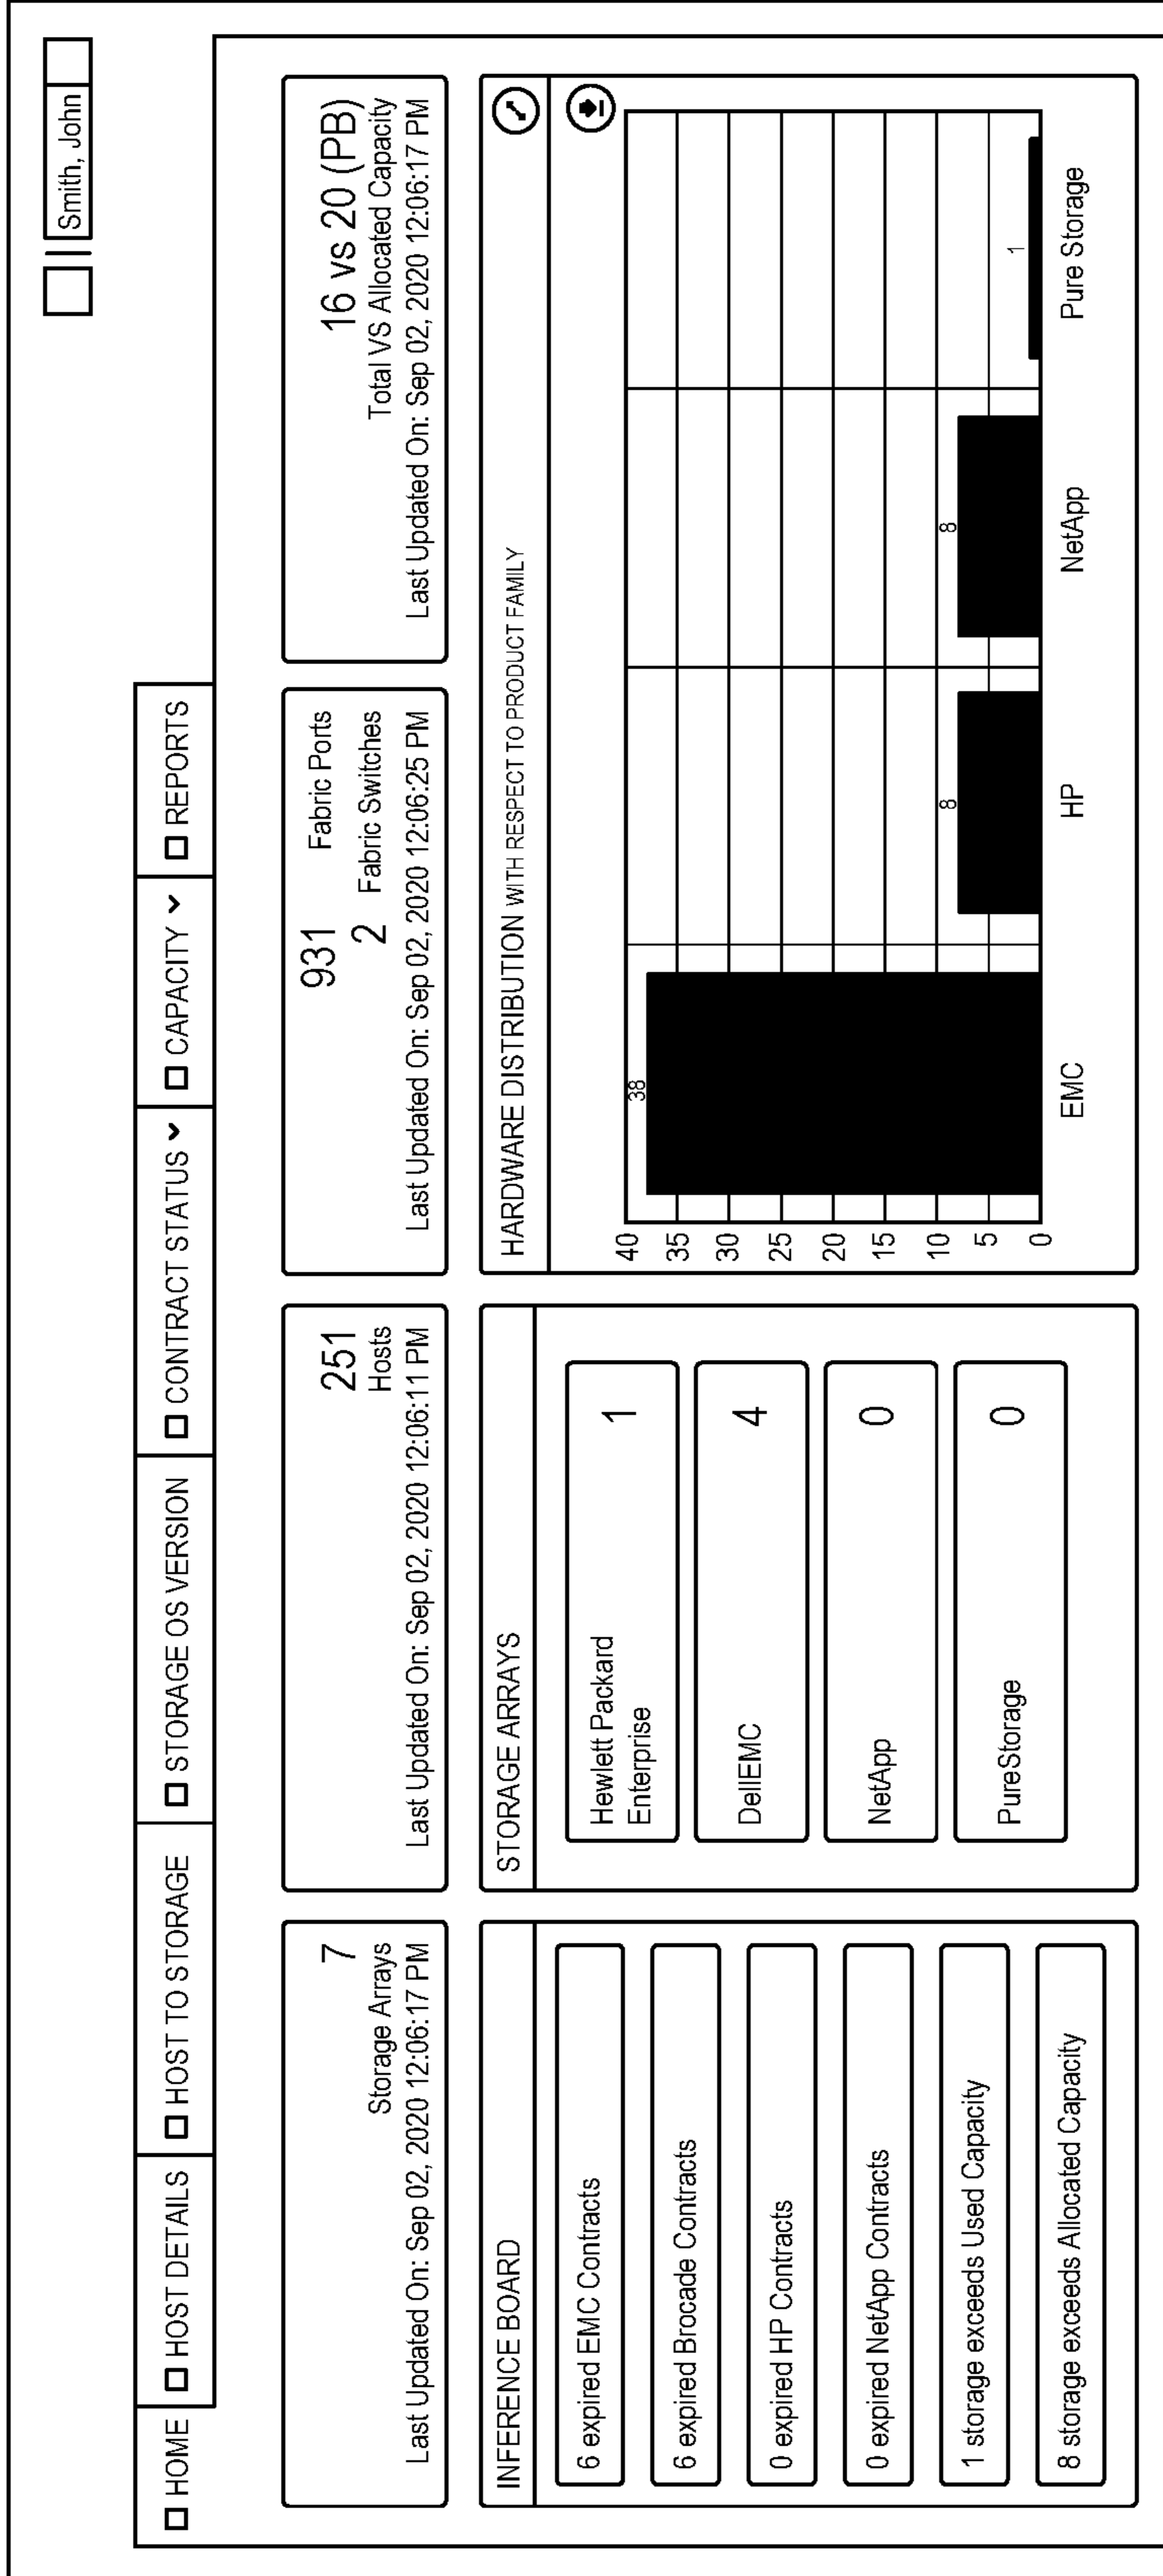 Smith, John
HOME
HOST DETAILS
HOST TO STORAGE
STORAGE OS VERSION
CONTRACT STATUS
CAPACITY
REPORTS
7
Storage Arrays
Last Updated On: Sep 02, 2020 12:06:17 PM
251
Hosts
Last Updated On: Sep 02, 2020 12:06:11 PM
931 Fabric Ports
2 Fabric Switches
Last Updated On: Sep 02, 2020 12:06:25 PM
16 vs 20 (PB)
Total VS Allocated Capacity
Last Updated On: Sep 02, 2020 12:06:17 PM
INFERENCE BOARD
6 expired EMC Contracts
6 expired Brocade Contracts
0 expired HP Contracts
0 expired NetApp Contracts
1 storage exceeds Used Capacity
8 storage exceeds Allocated Capacity
STORAGE ARRAYS
Hewlett Packard
Enterprise
1
DellEMC 4
NetApp 0
PureStorage 0
HARDWARE DISTRIBUTION WITH RESPECT TO PRODUCT FAMILY
40
35
30
25
20
15
10
5
0
38
8
8
1
EMC
HP
NetApp
Pure Storage